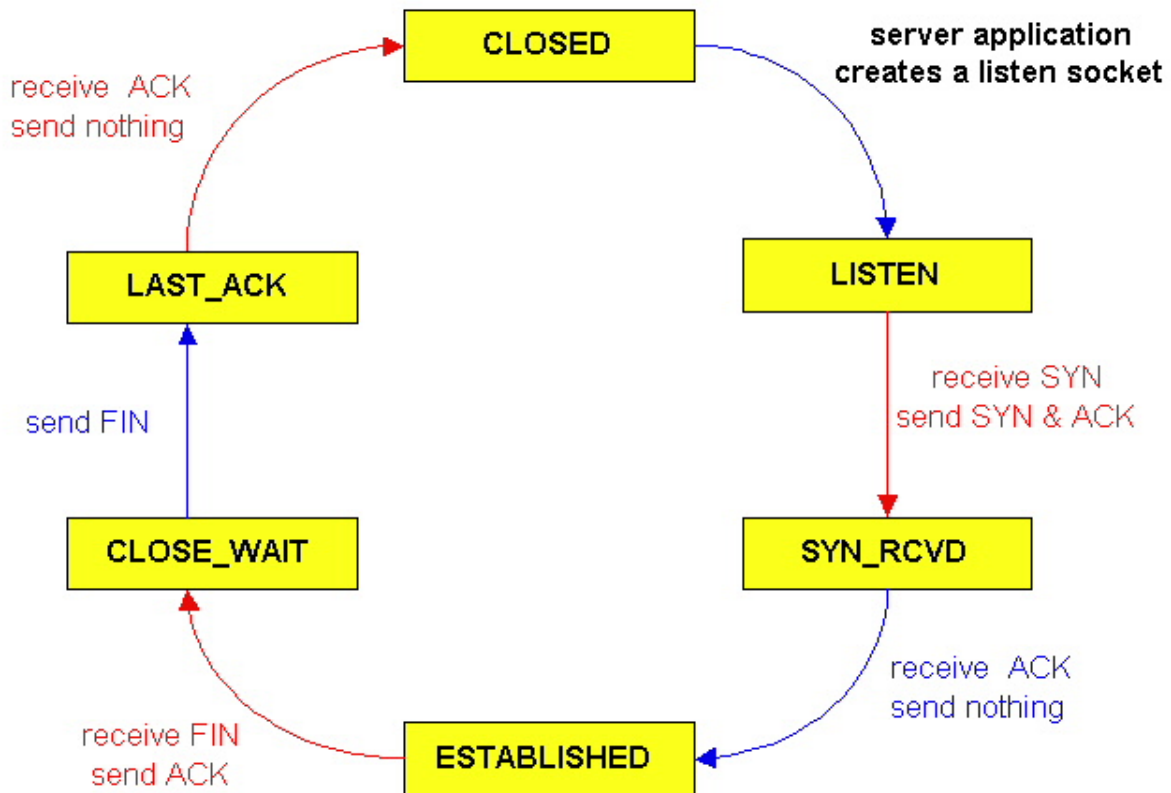 CLOSED
server application
creates a listen socket
receive ACK
send nothing
LAST_ACK
LISTEN
receive SYN
send SYN & ACK
send FIN
CLOSE_WAIT
SYN_RCVD
receive ACK
send nothing
receive FIN
send ACK
ESTABLISHED